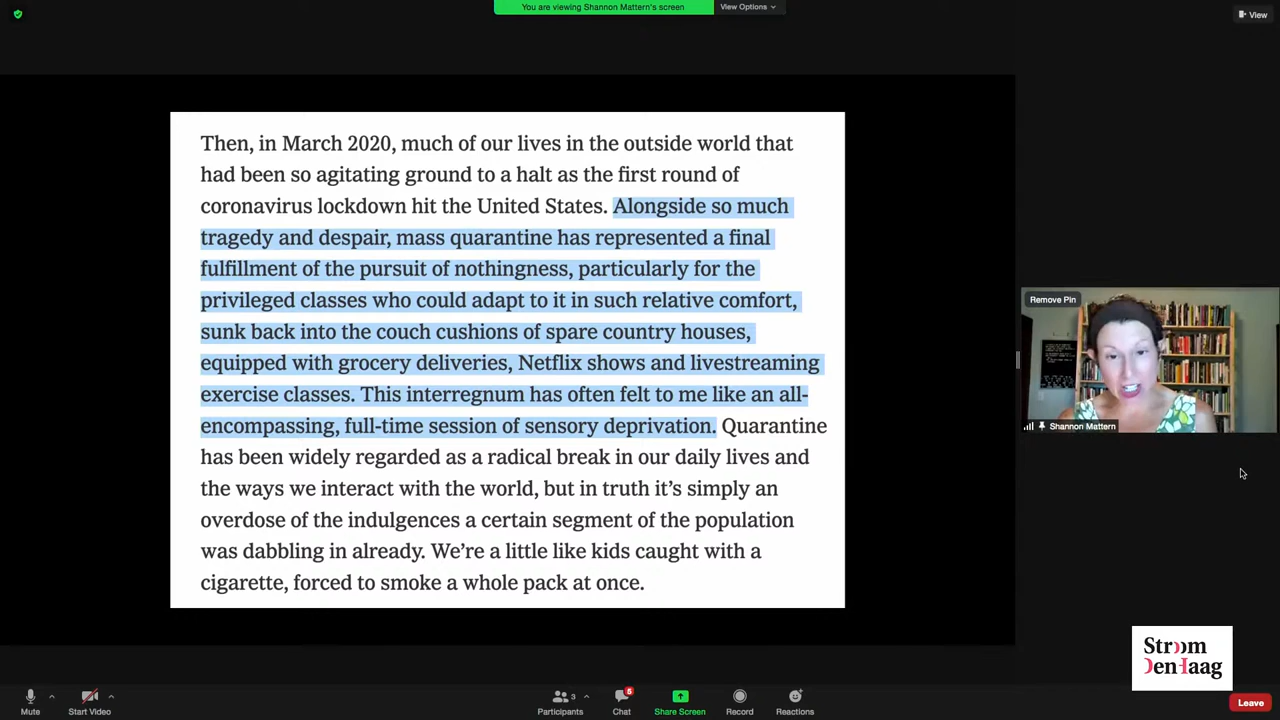 You are viewing Shannon Mattern's screen
View Options
View
Then, in March 2020, much of our lives in the outside world that
had been so agitating ground to a halt as the first round of
coronavirus lockdown hit the United States. Alongside so much
tragedy and despair, mass quarantine has represented a final
fulfillment of the pursuit of nothingness, particularly for the
privileged classes who could adapt to it in such relative comfort,
sunk back into the couch cushions of spare country houses,
equipped with grocery deliveries, Netflix shows and livestreaming
exercise classes. This interregnum has often felt to me like an all-
encompassing, full-time session of sensory deprivation. Quarantine
has been widely regarded as a radical break in our daily lives and
the ways we interact with the world, but in truth it's simply an
overdose of the indulgences a certain segment of the population
was dabbling in already. We're a little like kids caught with a
cigarette, forced to smoke a whole pack at once.
Remove Pin
Shannon Mattern
Stroom
Den Haag
Mute
Start Video
Participants
3
Chat
5
Share Screen
Record
Reactions
Leave